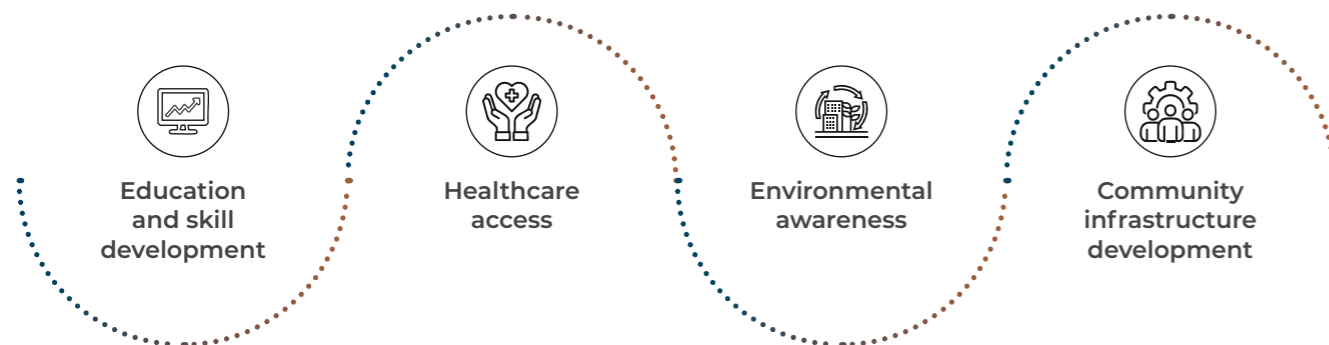 Education
and skill
development
Healthcare
access
Environmental
awareness
Community
infrastructure
development